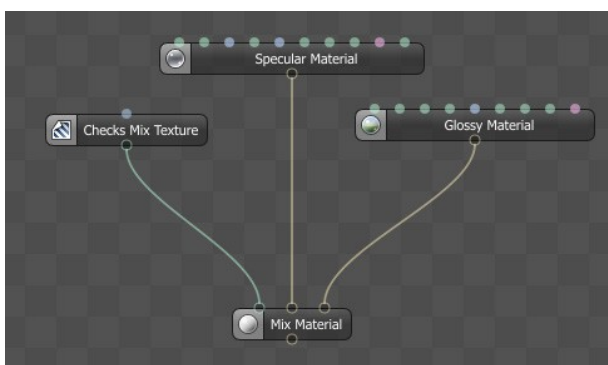 Specular Material
Checks Mix Texture
Glossy Material
Mix Material